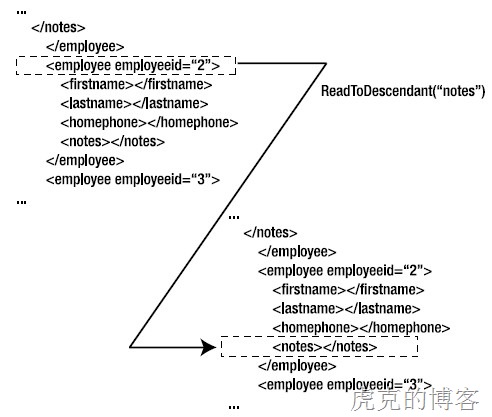 ...
</notes>
</employee>
<employee employeeid=“2”>
<firstname></firstname>
<lastname></lastname>
<homephone></homephone>
<notes></notes>
</employee>
<employee employeeid=“3”>
...
ReadToDescendant(“notes”)
...
</notes>
</employee>
<employee employeeid=“2”>
<firstname></firstname>
<lastname></lastname>
<homephone></homephone>
<notes></notes>
</employee>
<employee employeeid=“3”>
...
虎克的博客